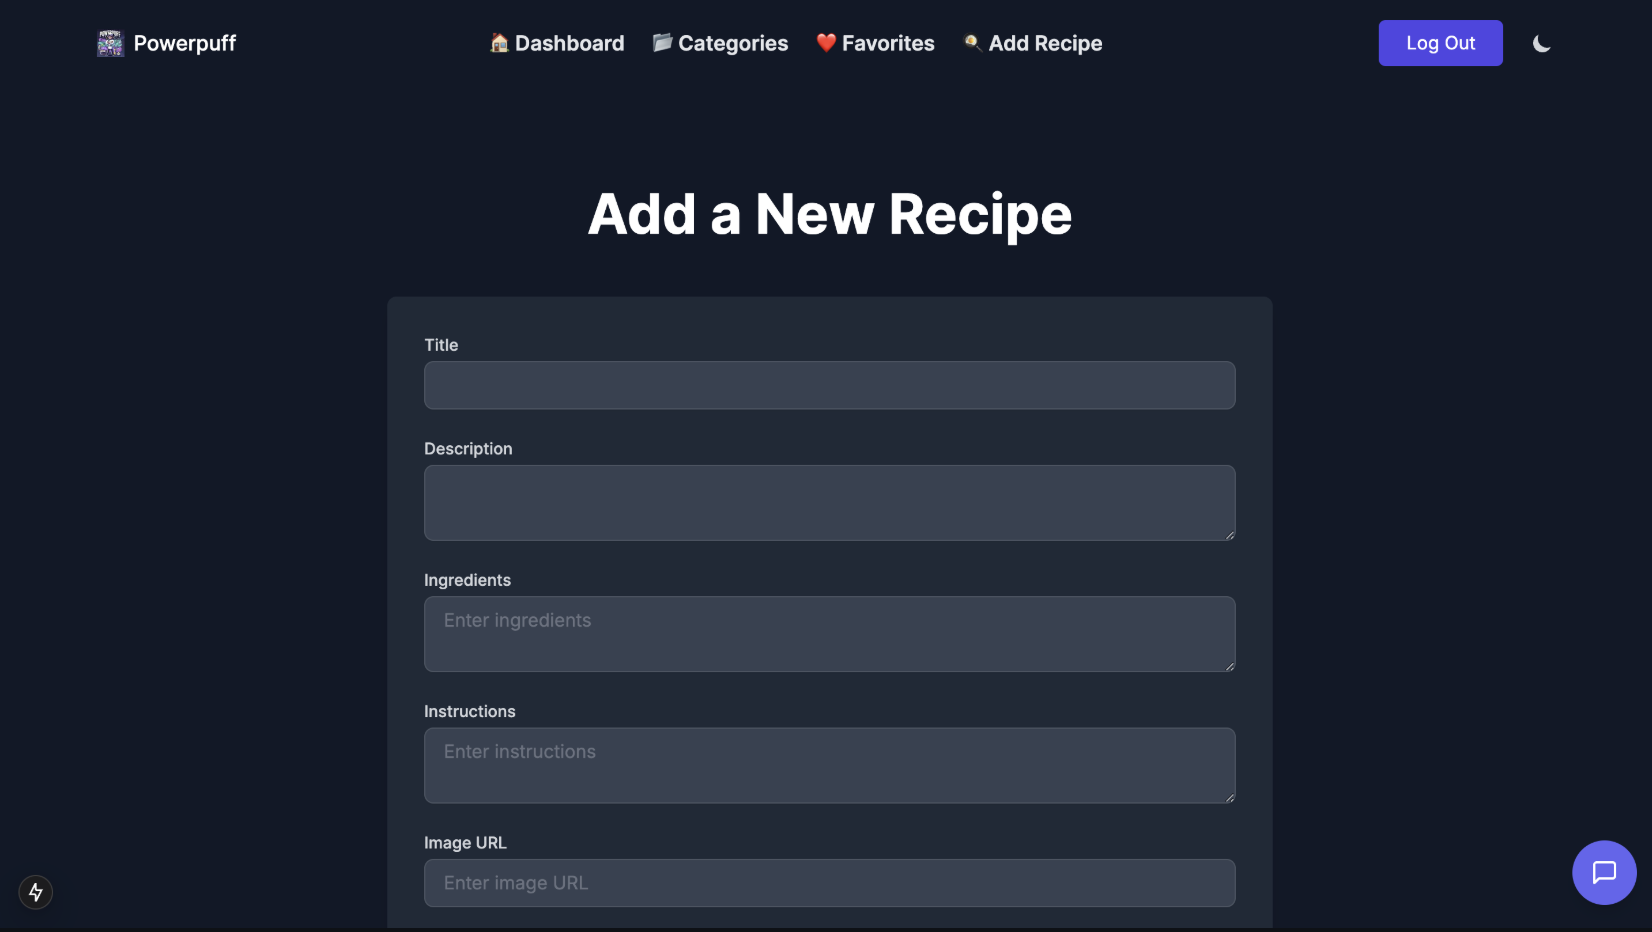 Powerpuff
🏠 Dashboard 📁 Categories ❤️ Favorites 🍳 Add Recipe
Log Out
Add a New Recipe
Title
Description
Ingredients
Enter ingredients
Instructions
Enter instructions
Image URL
Enter image URL